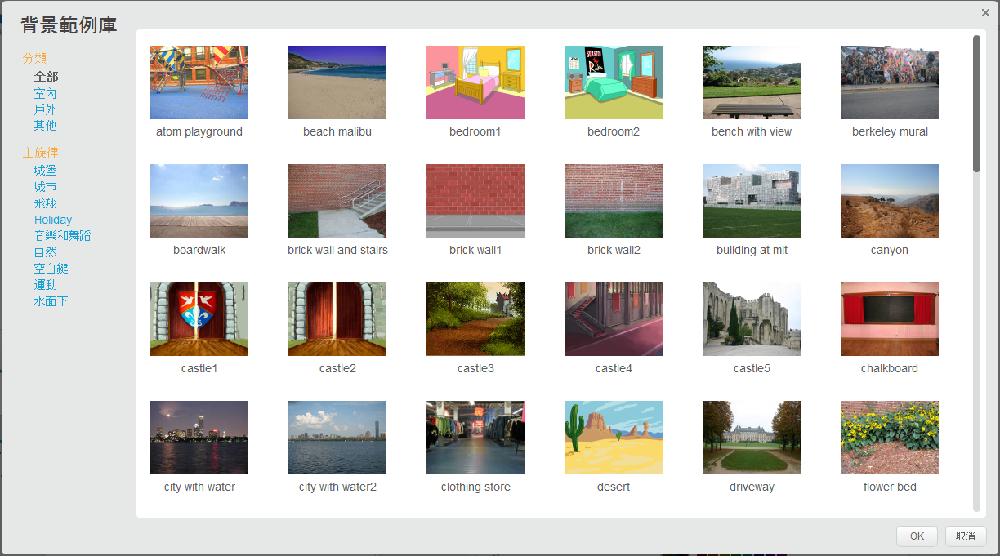 背景範例庫
分類
全部
室內
戶外
其他
主旋律
城堡
城市
飛翔
Holiday
音樂和舞蹈
自然
空白鍵
運動
水面下
atom playground
beach malibu
bedroom1
bedroom2
bench with view
berkeley mural
boardwalk
brick wall and stairs
brick wall1
brick wall2
building at mit
canyon
castle1
castle2
castle3
castle4
castle5
chalkboard
city with water
city with water2
clothing store
desert
driveway
flower bed
OK
取消